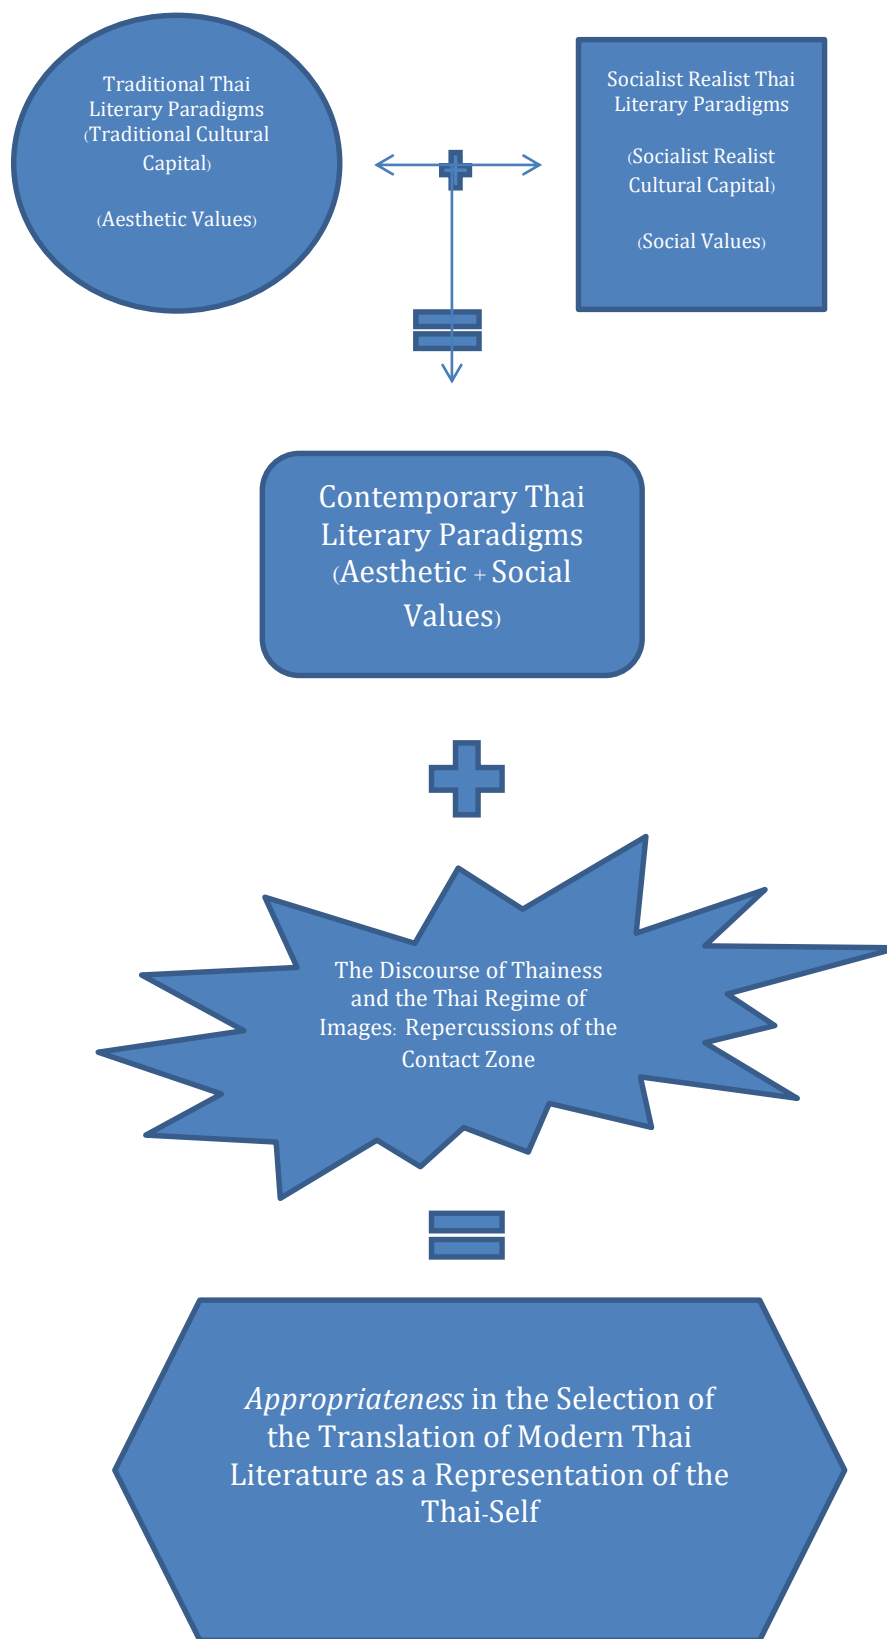 Traditional Thai
Literary Paradigms
(Traditional Cultural
Capital)
(Aesthetic Values)
Socialist Realist Thai
Literary Paradigms
(Socialist Realist
Cultural Capital)
(Social Values)
Contemporary Thai
Literary Paradigms
(Aesthetic + Social
Values)
The Discourse of Thainess
and the Thai Regime of
Images: Repercussions of the
Contact Zone
Appropriateness in the Selection of
the Translation of Modern Thai
Literature as a Representation of the
Thai-Self